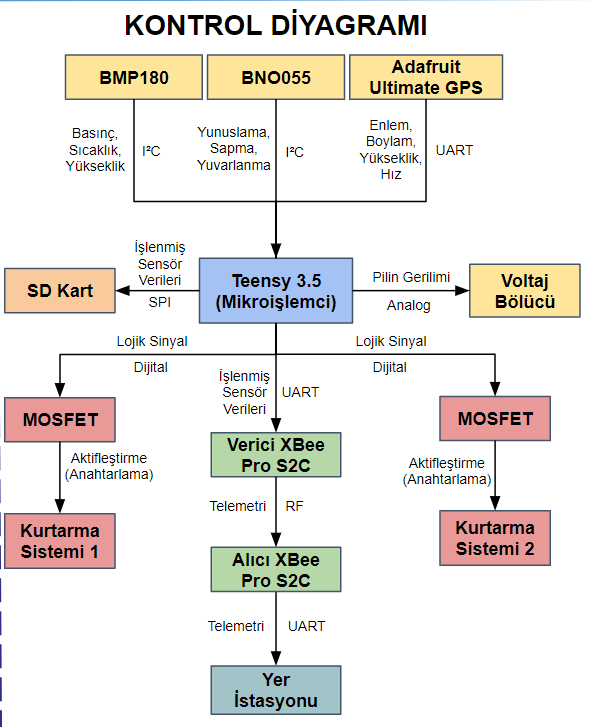 KONTROL DİYAGRAMI
BMP180
BNO055
Adafruit
Ultimate GPS
Basınç,
Sıcaklık,
Yükseklik
I²C
Yunuslama,
Sapma,
Yuvarlanma
I²C
Enlem,
Boylam,
Yükseklik,
Hız
UART
İşlenmiş
Sensör
Verileri
SPI
SD Kart
Teensy 3.5
(Mikroişlemci)
Pilin Gerilimi
Analog
Voltaj
Bölücü
Lojik Sinyal
Dijital
Lojik Sinyal
Dijital
İşlenmiş
Sensör
Verileri
UART
MOSFET
MOSFET
Verici XBee
Pro S2C
Aktifleştirme
(Anahtarlama)
Aktifleştirme
(Anahtarlama)
Telemetri
RF
Kurtarma
Sistemi 1
Kurtarma
Sistemi 2
Alıcı XBee
Pro S2C
Telemetri
UART
Yer
İstasyonu